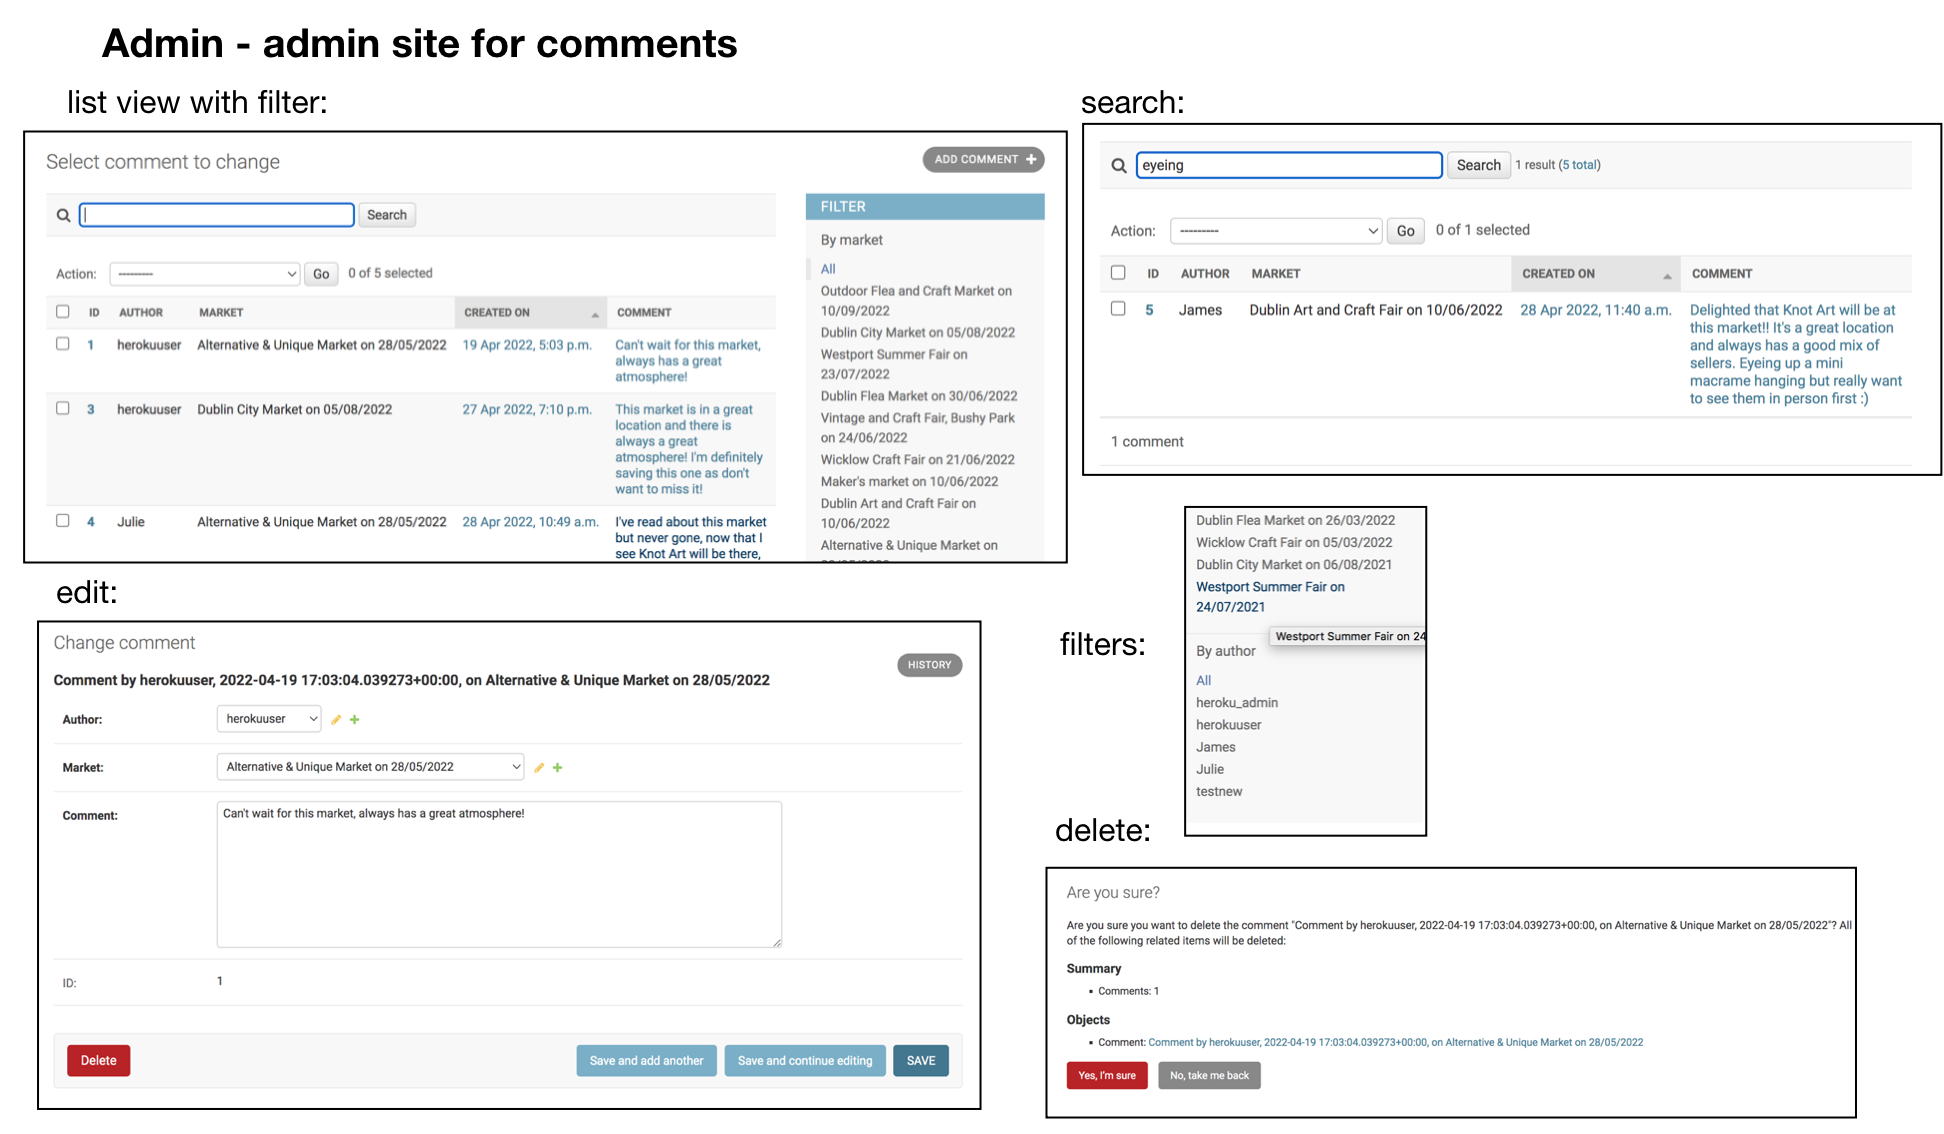 Admin - admin site for comments
list view with filter:
Select comment to change
ADD COMMENT +
Search
Action: --------- Go 0 of 5 selected
ID AUTHOR MARKET CREATED ON COMMENT
1 herokuuser Alternative & Unique Market on 28/05/2022 19 Apr 2022, 5:03 p.m. Can't wait for this market,
always has a great
atmosphere!
3 herokuuser Dublin City Market on 05/08/2022 27 Apr 2022, 7:10 p.m. This market is in a great
location and there is
always a great
atmosphere! I'm definitely
saving this one as don't
want to miss it!
4 Julie Alternative & Unique Market on 28/05/2022 28 Apr 2022, 10:49 a.m. I've read about this market
but never gone, now that I
see Knot Art will be there,
FILTER
By market
All
Outdoor Flea and Craft Market on
10/09/2022
Dublin City Market on 05/08/2022
Westport Summer Fair on
23/07/2022
Dublin Flea Market on 30/06/2022
Vintage and Craft Fair, Bushy Park
on 24/06/2022
Wicklow Craft Fair on 21/06/2022
Maker's market on 10/06/2022
Dublin Art and Craft Fair on
10/06/2022
Alternative & Unique Market on
search:
eyeing Search 1 result (5 total)
Action: --------- Go 0 of 1 selected
ID AUTHOR MARKET CREATED ON COMMENT
5 James Dublin Art and Craft Fair on 10/06/2022 28 Apr 2022, 11:40 a.m. Delighted that Knot Art will be at
this market!! It's a great location
and always has a good mix of
sellers. Eyeing up a mini
macrame hanging but really want
to see them in person first :)
1 comment
edit:
Change comment
HISTORY
Comment by herokuuser, 2022-04-19 17:03:04.039273+00:00, on Alternative & Unique Market on 28/05/2022
Author: herokuuser
Market: Alternative & Unique Market on 28/05/2022
Comment: Can't wait for this market, always has a great atmosphere!
ID: 1
Delete Save and add another Save and continue editing SAVE
filters:
Dublin Flea Market on 26/03/2022
Wicklow Craft Fair on 05/03/2022
Dublin City Market on 06/08/2021
Westport Summer Fair on
24/07/2021
Westport Summer Fair on 24
By author
All
heroku_admin
herokuuser
James
Julie
testnew
delete:
Are you sure?
Are you sure you want to delete the comment "Comment by herokuuser, 2022-04-19 17:03:04.039273+00:00, on Alternative & Unique Market on 28/05/2022"? All
of the following related items will be deleted:
Summary
▪ Comments: 1
Objects
▪ Comment: Comment by herokuuser, 2022-04-19 17:03:04.039273+00:00, on Alternative & Unique Market on 28/05/2022
Yes, I'm sure No, take me back